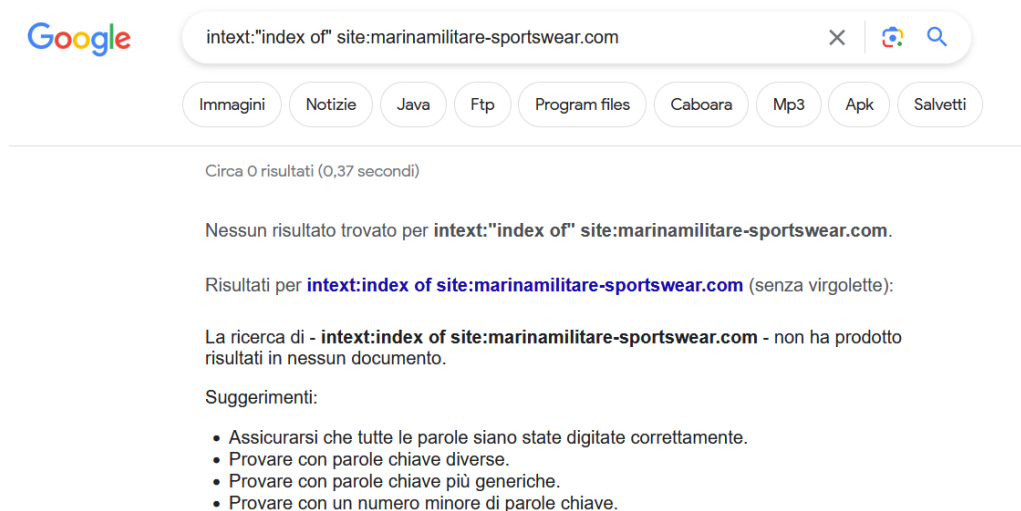 Google
intext:"index of" site:marinamilitare-sportswear.com
Immagini Notizie Java Ftp Program files Caboara Mp3 Apk Salvetti
Circa 0 risultati (0,37 secondi)
Nessun risultato trovato per intext:"index of" site:marinamilitare-sportswear.com.
Risultati per intext:index of site:marinamilitare-sportswear.com (senza virgolette):
La ricerca di - intext:index of site:marinamilitare-sportswear.com - non ha prodotto
risultati in nessun documento.
Suggerimenti:
• Assicurarsi che tutte le parole siano state digitate correttamente.
• Provare con parole chiave diverse.
• Provare con parole chiave più generiche.
• Provare con un numero minore di parole chiave.